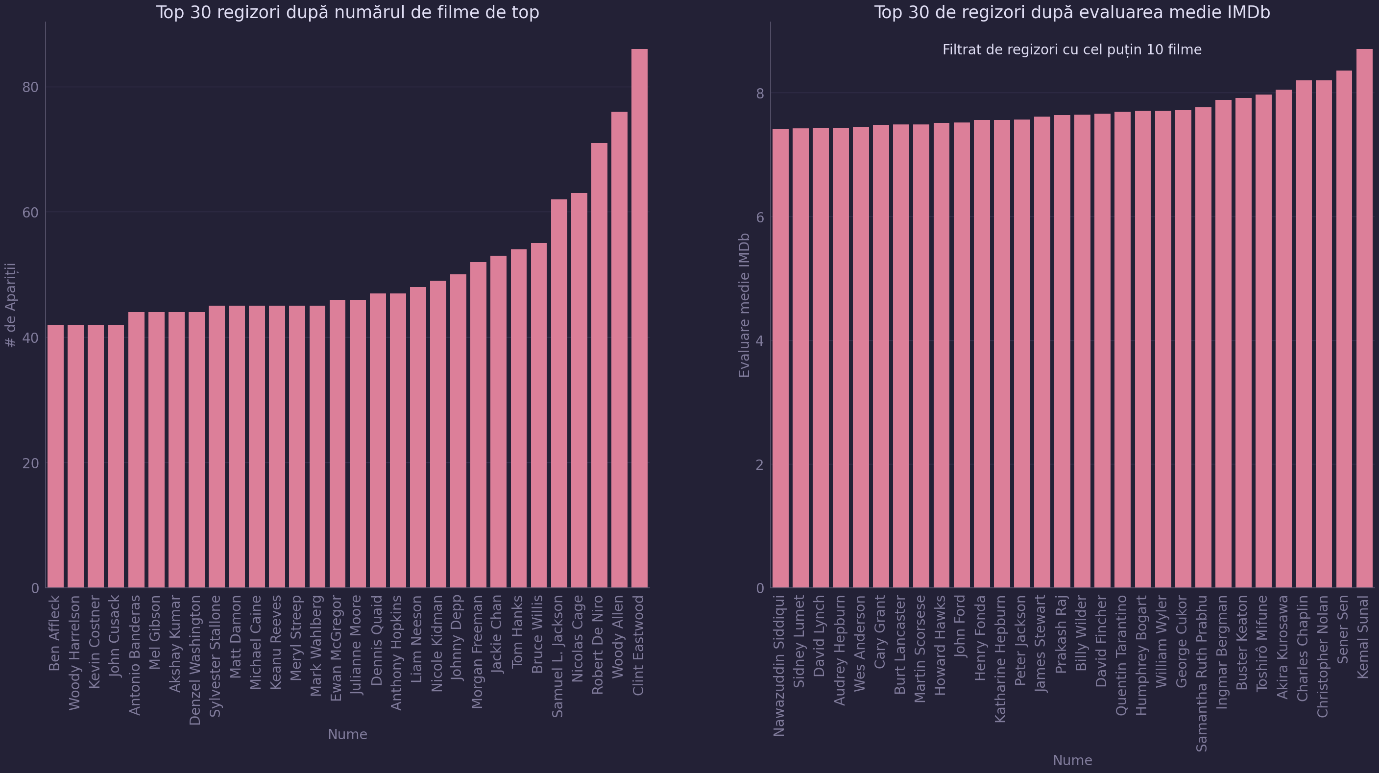 Top 30 regizori după numărul de filme de top
# de Apariții
80
60
40
20
0
Ben Affleck
Woody Harrelson
Kevin Costner
John Cusack
Antonio Banderas
Mel Gibson
Akshay Kumar
Denzel Washington
Sylvester Stallone
Matt Damon
Michael Caine
Keanu Reeves
Meryl Streep
Mark Wahlberg
Ewan McGregor
Julianne Moore
Dennis Quaid
Anthony Hopkins
Liam Neeson
Nicole Kidman
Johnny Depp
Morgan Freeman
Jackie Chan
Tom Hanks
Bruce Willis
Samuel L. Jackson
Nicolas Cage
Robert De Niro
Woody Allen
Clint Eastwood
Nume
Top 30 de regizori după evaluarea medie IMDb
Filtrat de regizori cu cel puțin 10 filme
Evaluare medie IMDb
8
6
4
2
0
Nawazuddin Siddiqui
Sidney Lumet
David Lynch
Audrey Hepburn
Wes Anderson
Cary Grant
Burt Lancaster
Martin Scorsese
Howard Hawks
John Ford
Henry Fonda
Katharine Hepburn
Peter Jackson
James Stewart
Prakash Raj
Billy Wilder
David Fincher
Quentin Tarantino
Humphrey Bogart
William Wyler
George Cukor
Samantha Ruth Prabhu
Ingmar Bergman
Buster Keaton
Toshirô Mifune
Akira Kurosawa
Charles Chaplin
Christopher Nolan
Sener Sen
Kemal Sunal
Nume